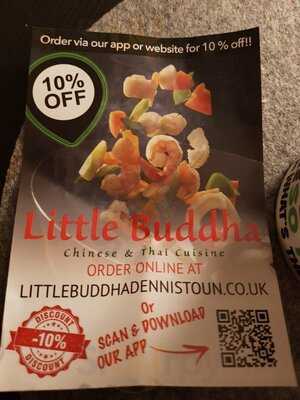 Order via our app or website for 10 % off!!
10%
OFF
Little Buddha
Chinese & Thai Cuisine
ORDER ONLINE AT
LITTLEBUDDHADENNISTOUN.CO.UK
Or
SCAN & DOWNLOAD
OUR APP
DISCOUNT
-10%
DISCOUNT
THAT'S